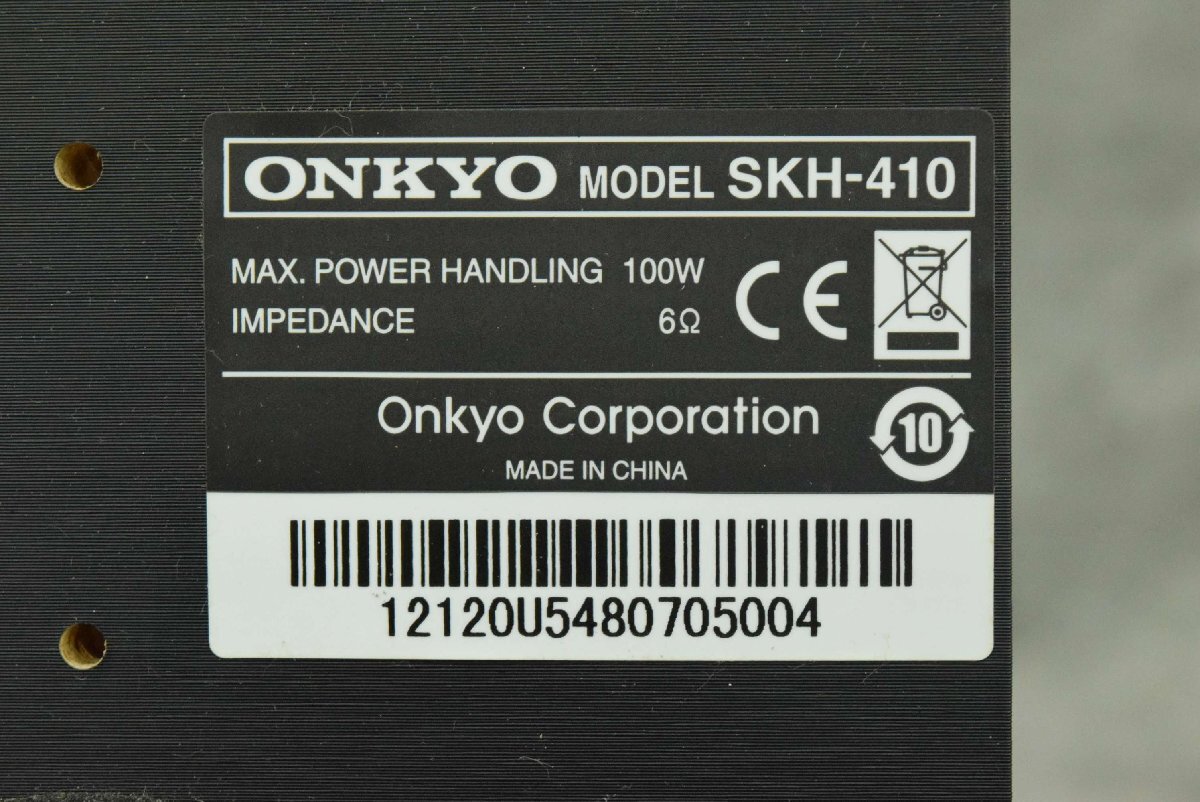 ONKYO MODEL SKH-410
MAX. POWER HANDLING 100W
IMPEDANCE 6Ω
CE
Onkyo Corporation
10
MADE IN CHINA
12120U5480705004